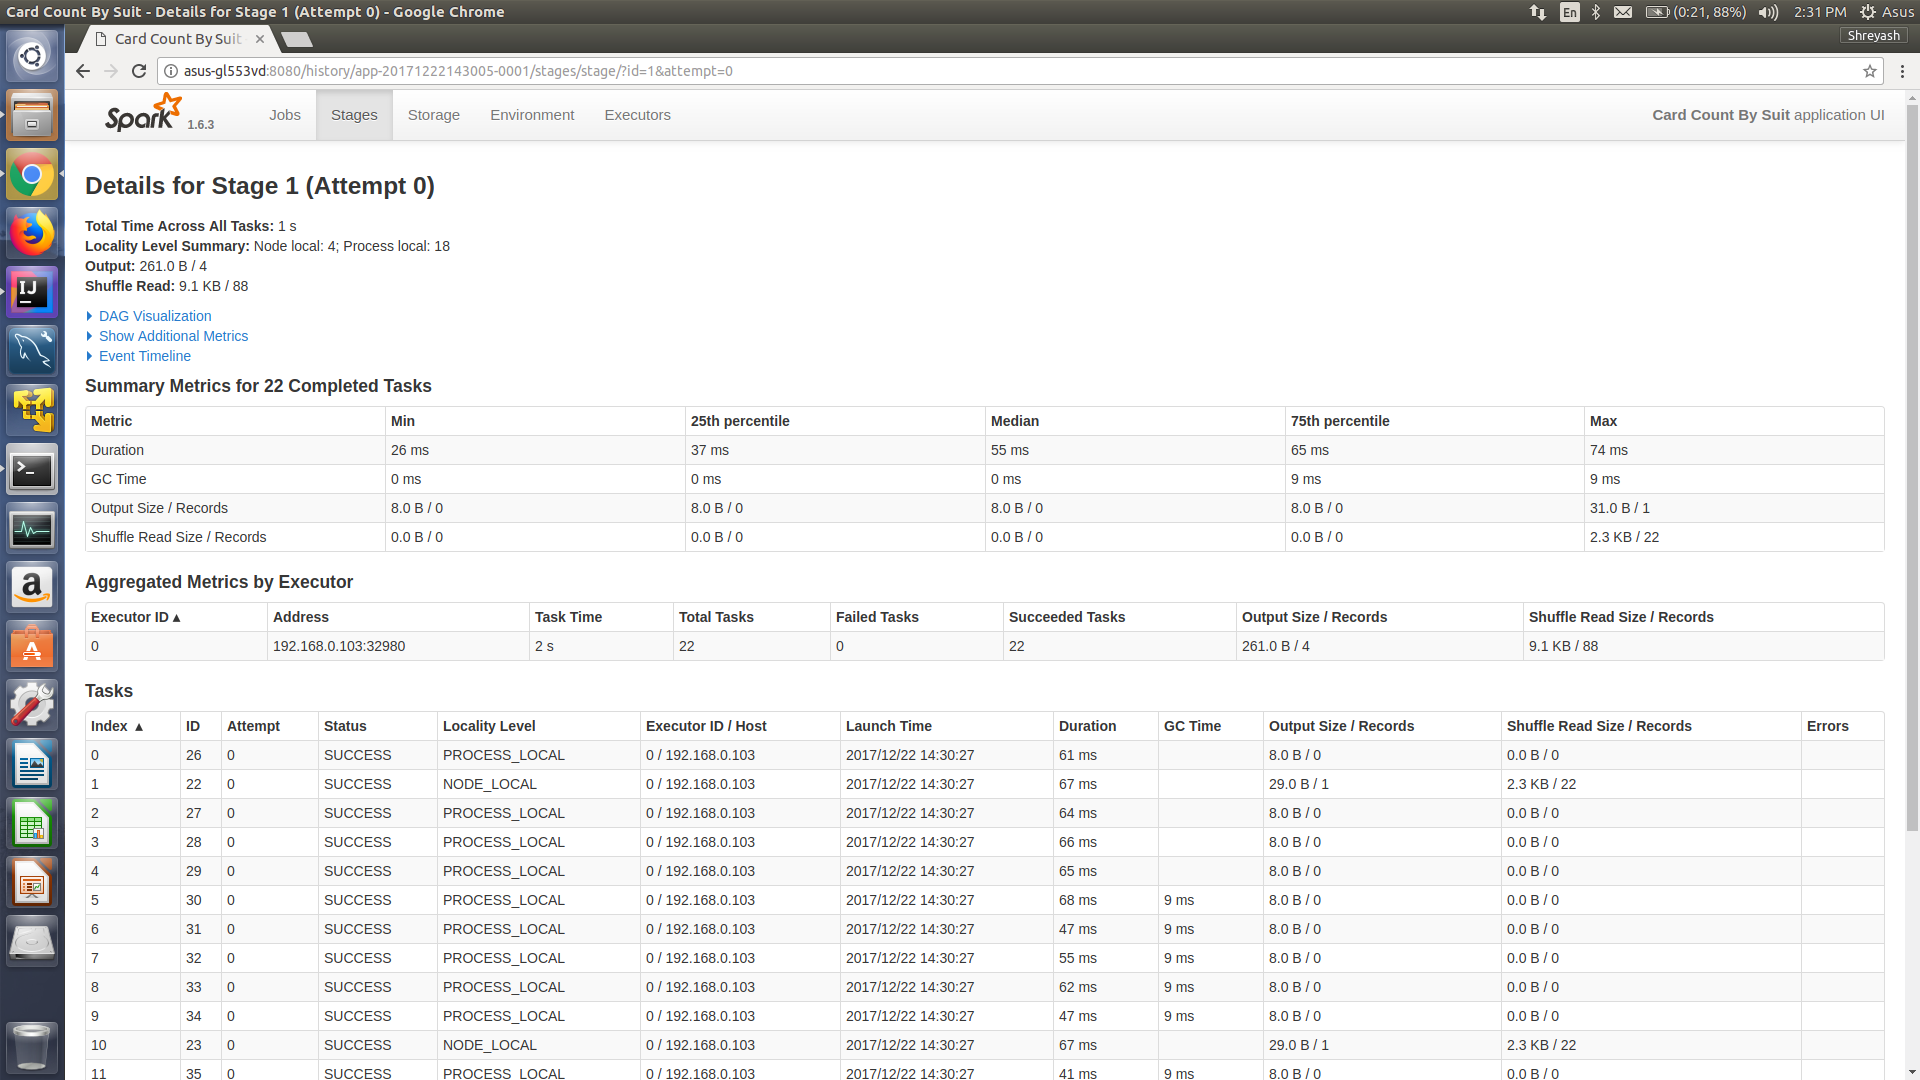 Card Count By Suit - Details for Stage 1 (Attempt 0) - Google Chrome
En (0:21, 88%) 2:31 PM Asus
Card Count By Suit Shreyash
asus-gl553vd:8080/history/app-20171222143005-0001/stages/stage/?id=1&attempt=0
Spark 1.6.3 Jobs Stages Storage Environment Executors Card Count By Suit application UI
Details for Stage 1 (Attempt 0)
Total Time Across All Tasks: 1 s
Locality Level Summary: Node local: 4; Process local: 18
Output: 261.0 B / 4
Shuffle Read: 9.1 KB / 88
DAG Visualization
Show Additional Metrics
Event Timeline
Summary Metrics for 22 Completed Tasks
Metric Min 25th percentile Median 75th percentile Max
Duration 26 ms 37 ms 55 ms 65 ms 74 ms
GC Time 0 ms 0 ms 0 ms 9 ms 9 ms
Output Size / Records 8.0 B / 0 8.0 B / 0 8.0 B / 0 8.0 B / 0 31.0 B / 1
Shuffle Read Size / Records 0.0 B / 0 0.0 B / 0 0.0 B / 0 0.0 B / 0 2.3 KB / 22
Aggregated Metrics by Executor
Executor ID ▴ Address Task Time Total Tasks Failed Tasks Succeeded Tasks Output Size / Records Shuffle Read Size / Records
0 192.168.0.103:32980 2 s 22 0 22 261.0 B / 4 9.1 KB / 88
Tasks
Index ▴ ID Attempt Status Locality Level Executor ID / Host Launch Time Duration GC Time Output Size / Records Shuffle Read Size / Records Errors
0 26 0 SUCCESS PROCESS_LOCAL 0 / 192.168.0.103 2017/12/22 14:30:27 61 ms 8.0 B / 0 0.0 B / 0
1 22 0 SUCCESS NODE_LOCAL 0 / 192.168.0.103 2017/12/22 14:30:27 67 ms 29.0 B / 1 2.3 KB / 22
2 27 0 SUCCESS PROCESS_LOCAL 0 / 192.168.0.103 2017/12/22 14:30:27 64 ms 8.0 B / 0 0.0 B / 0
3 28 0 SUCCESS PROCESS_LOCAL 0 / 192.168.0.103 2017/12/22 14:30:27 66 ms 8.0 B / 0 0.0 B / 0
4 29 0 SUCCESS PROCESS_LOCAL 0 / 192.168.0.103 2017/12/22 14:30:27 65 ms 8.0 B / 0 0.0 B / 0
5 30 0 SUCCESS PROCESS_LOCAL 0 / 192.168.0.103 2017/12/22 14:30:27 68 ms 9 ms 8.0 B / 0 0.0 B / 0
6 31 0 SUCCESS PROCESS_LOCAL 0 / 192.168.0.103 2017/12/22 14:30:27 47 ms 9 ms 8.0 B / 0 0.0 B / 0
7 32 0 SUCCESS PROCESS_LOCAL 0 / 192.168.0.103 2017/12/22 14:30:27 55 ms 9 ms 8.0 B / 0 0.0 B / 0
8 33 0 SUCCESS PROCESS_LOCAL 0 / 192.168.0.103 2017/12/22 14:30:27 62 ms 9 ms 8.0 B / 0 0.0 B / 0
9 34 0 SUCCESS PROCESS_LOCAL 0 / 192.168.0.103 2017/12/22 14:30:27 47 ms 9 ms 8.0 B / 0 0.0 B / 0
10 23 0 SUCCESS NODE_LOCAL 0 / 192.168.0.103 2017/12/22 14:30:27 67 ms 29.0 B / 1 2.3 KB / 22
11 35 0 SUCCESS PROCESS_LOCAL 0 / 192.168.0.103 2017/12/22 14:30:27 41 ms 9 ms 8.0 B / 0 0.0 B / 0